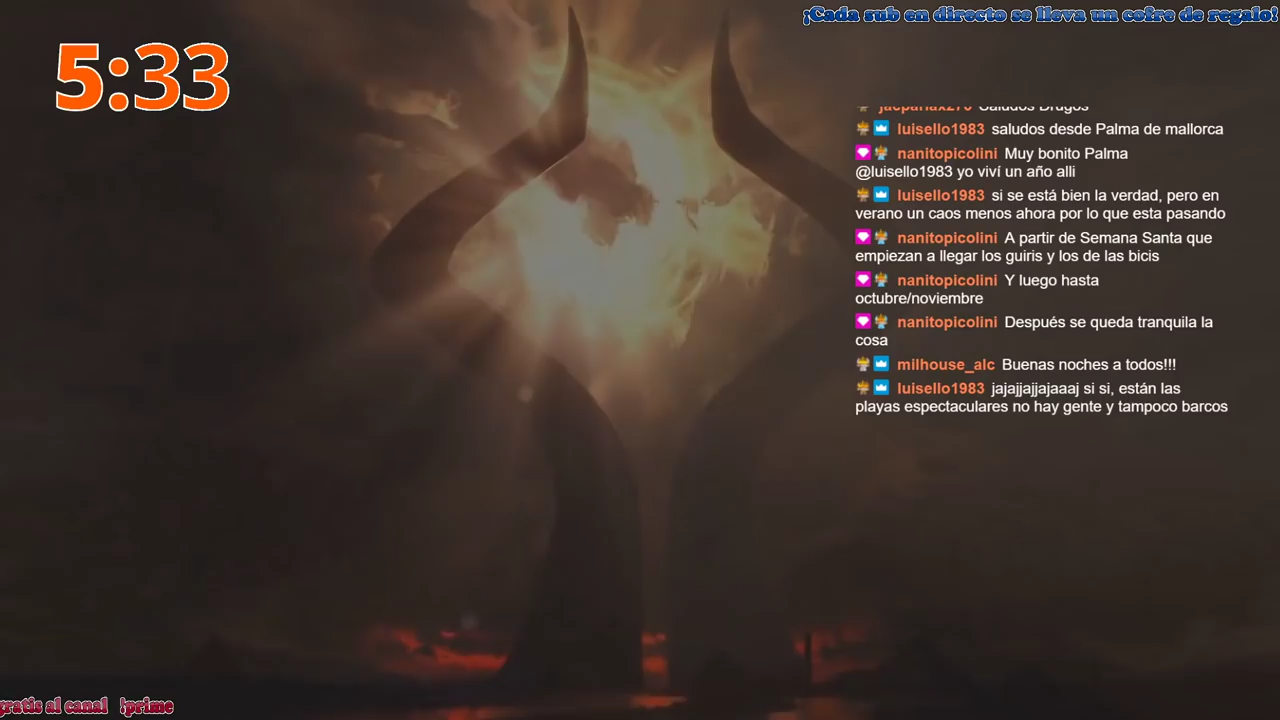 ¡Cada sub en directo se lleva un cofre de regalo!
5:33
Saludos Drugos
luisello1983 saludos desde Palma de mallorca
nanitopicolini Muy bonito Palma
@luisello1983 yo viví un año alli
luisello1983 si se está bien la verdad, pero en
verano un caos menos ahora por lo que esta pasando
nanitopicolini A partir de Semana Santa que
empiezan a llegar los guiris y los de las bicis
nanitopicolini Y luego hasta
octubre/noviembre
nanitopicolini Después se queda tranquila la
cosa
milhouse_alc Buenas noches a todos!!!
luisello1983 jajajjajjajaaaj si si, están las
playas espectaculares no hay gente y tampoco barcos
gratis al canal !prime